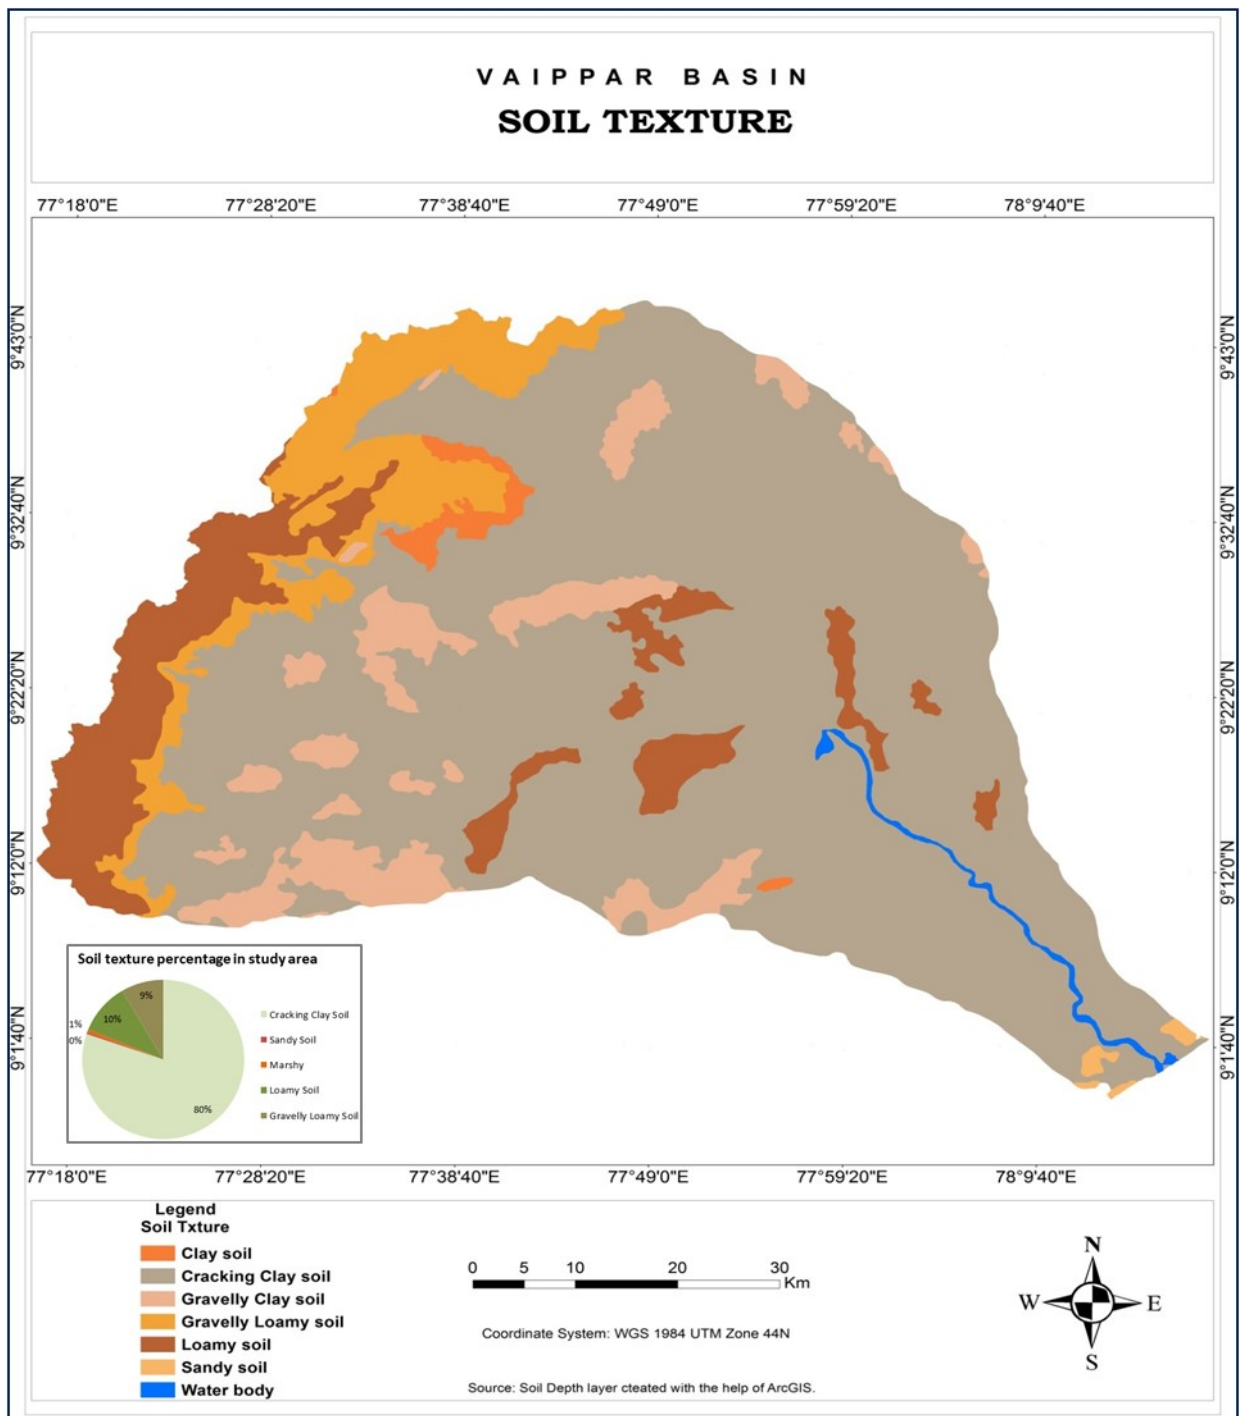 VAIPPAR BASIN
SOIL TEXTURE
77°18'0"E 77°28'20"E 77°38'40"E 77°49'0"E 77°59'20"E 78°9'40"E
9°43'0"N
9°32'40"N
9°22'20"N
9°12'0"N
9°1'40"N
9°43'0"N
9°32'40"N
9°22'20"N
9°12'0"N
9°1'40"N
Soil texture percentage in study area
9%
10%
1%
0%
80%
Cracking Clay Soil
Sandy Soil
Marshy
Loamy Soil
Gravelly Loamy Soil
77°18'0"E 77°28'20"E 77°38'40"E 77°49'0"E 77°59'20"E 78°9'40"E
Legend
Soil Txture
Clay soil
Cracking Clay soil
Gravelly Clay soil
Gravelly Loamy soil
Loamy soil
Sandy soil
Water body
0 5 10 20 30
Km
Coordinate System: WGS 1984 UTM Zone 44N
Source: Soil Depth layer cteated with the help of ArcGIS.
N
W E
S